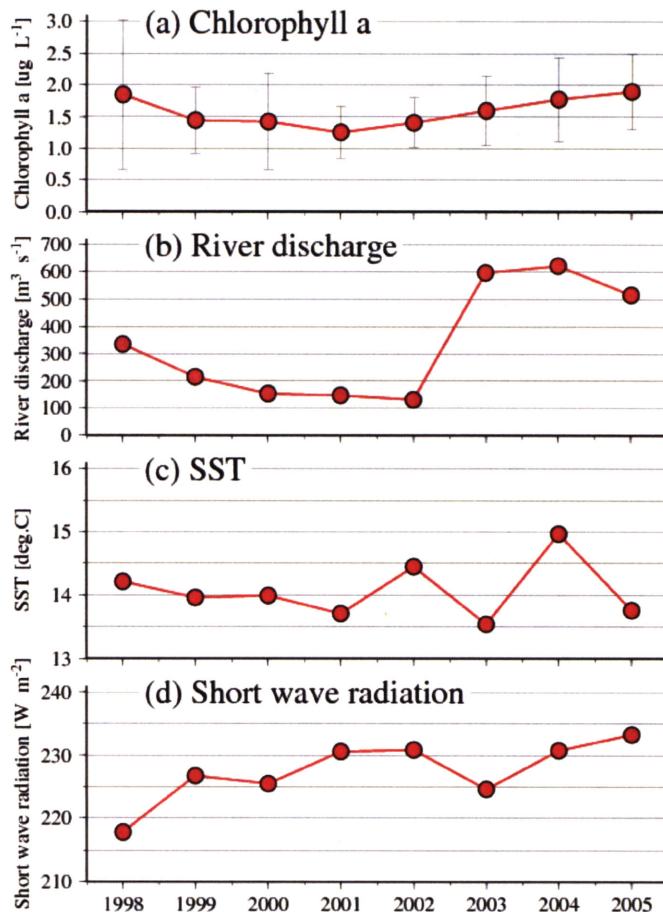 (a) Chlorophyll a
Chlorophyll a [ug L⁻¹]
3.0
2.5
2.0
1.5
1.0
0.5
0.0
(b) River discharge
River discharge [m³ s⁻¹]
700
600
500
400
300
200
100
0
(c) SST
SST [deg.C]
16
15
14
13
(d) Short wave radiation
Short wave radiation [W m⁻²]
240
230
220
210
1998 1999 2000 2001 2002 2003 2004 2005